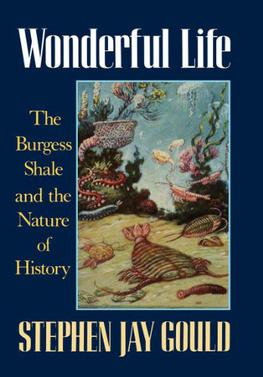 Wonderful Life
The
Burgess
Shale
and the
Nature
of
History
STEPHEN JAY GOULD